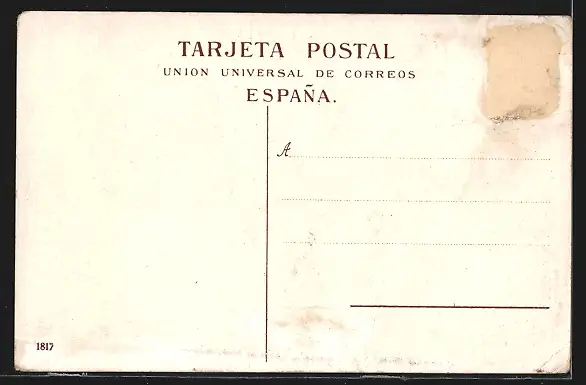 TARJETA POSTAL
UNION UNIVERSAL DE CORREOS
ESPAÑA.
A
1817